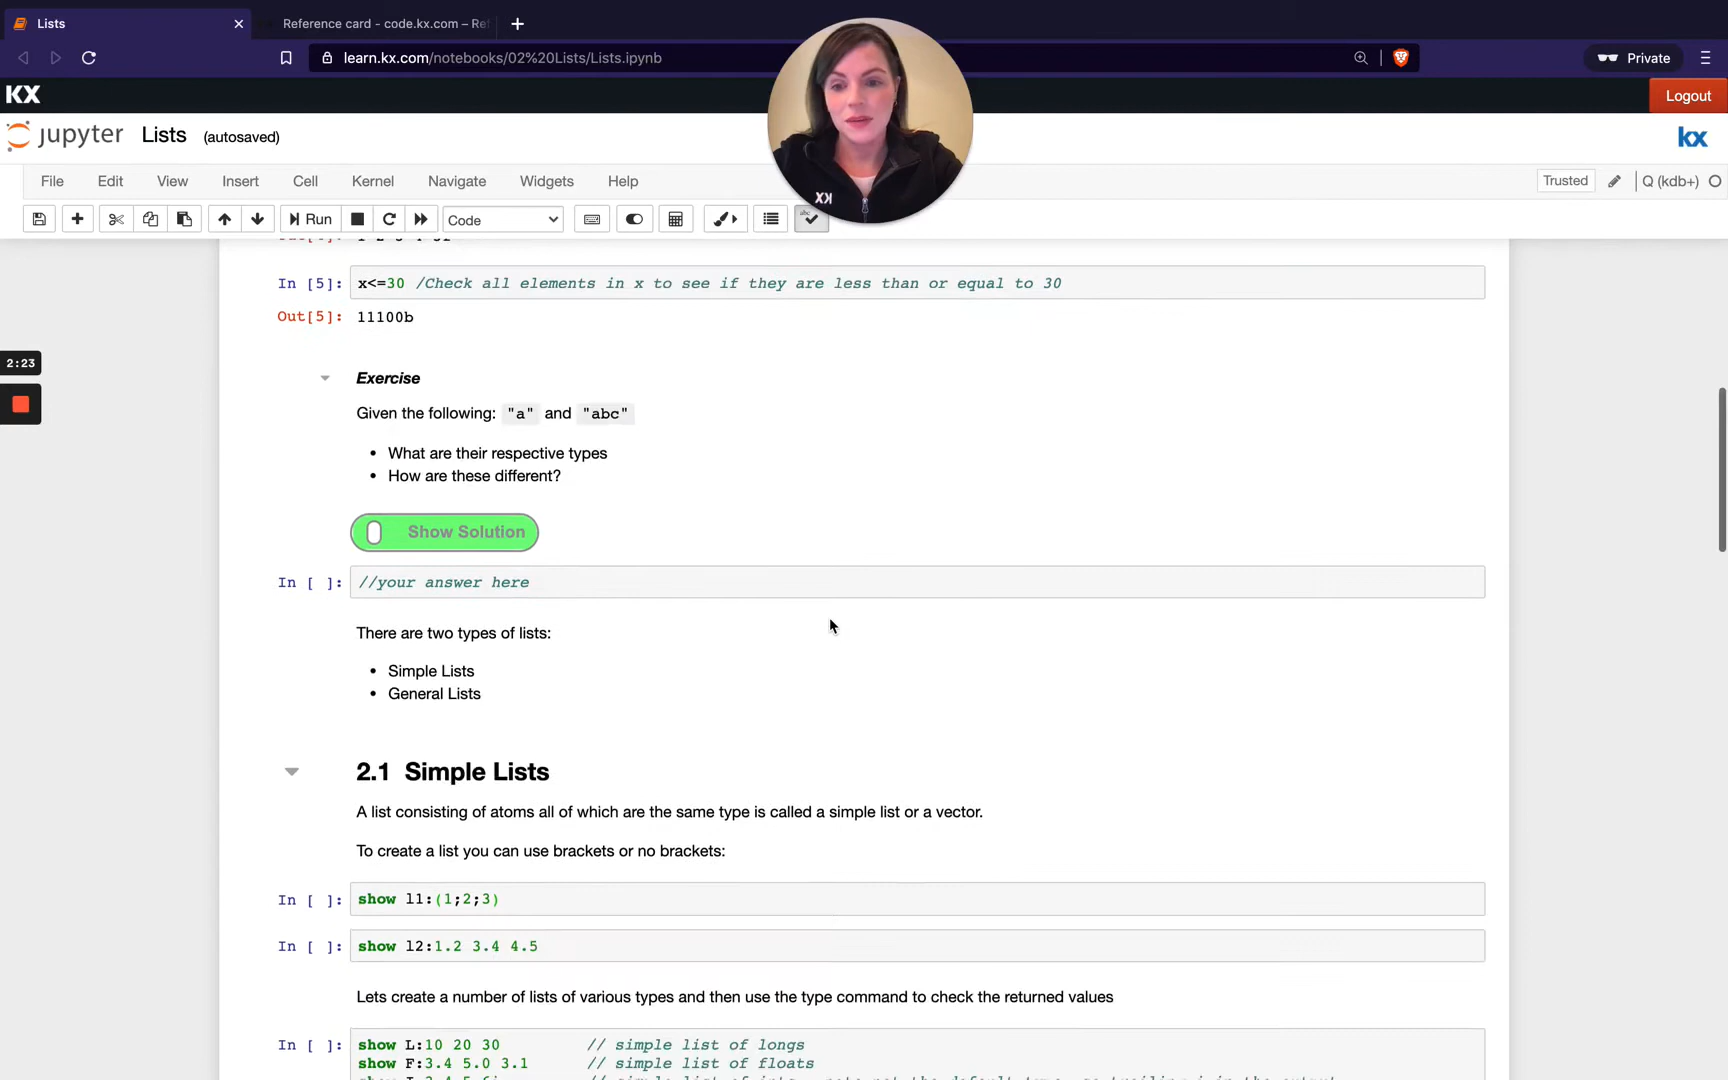 Lists
Reference card - code.kx.com – Re
learn.kx.com/notebooks/02%20Lists/Lists.ipynb
Private
KX
Logout
jupyter Lists (autosaved)
kx
File Edit View Insert Cell Kernel Navigate Widgets Help
Trusted Q (kdb+)
Run Code
KX
In [5]: x<=30 /Check all elements in x to see if they are less than or equal to 30
Out[5]: 11100b
2:23
Exercise
Given the following: "a" and "abc"
• What are their respective types
• How are these different?
Show Solution
In [ ]: //your answer here
There are two types of lists:
• Simple Lists
• General Lists
2.1 Simple Lists
A list consisting of atoms all of which are the same type is called a simple list or a vector.
To create a list you can use brackets or no brackets:
In [ ]: show l1:(1;2;3)
In [ ]: show l2:1.2 3.4 4.5
Lets create a number of lists of various types and then use the type command to check the returned values
In [ ]: show L:10 20 30 // simple list of longs
show F:3.4 5.0 3.1 // simple list of floats